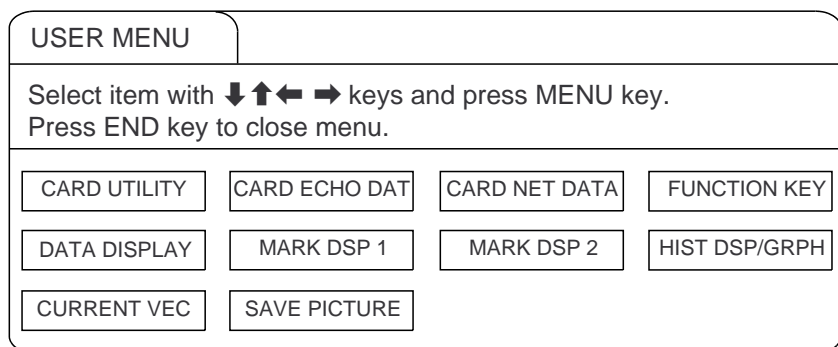 USER MENU
Select item with ⬇⬆⬅ ➡ keys and press MENU key.
Press END key to close menu.
CARD UTILITY CARD ECHO DAT CARD NET DATA FUNCTION KEY
DATA DISPLAY MARK DSP 1 MARK DSP 2 HIST DSP/GRPH
CURRENT VEC SAVE PICTURE